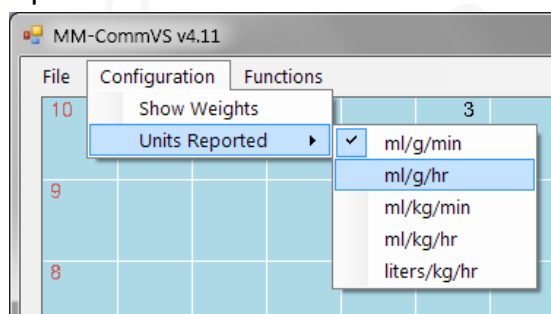 MM-CommVS v4.11
File Configuration Functions
10 Show Weights 3
Units Reported ml/g/min
ml/g/hr
9
ml/kg/min
ml/kg/hr
8 liters/kg/hr